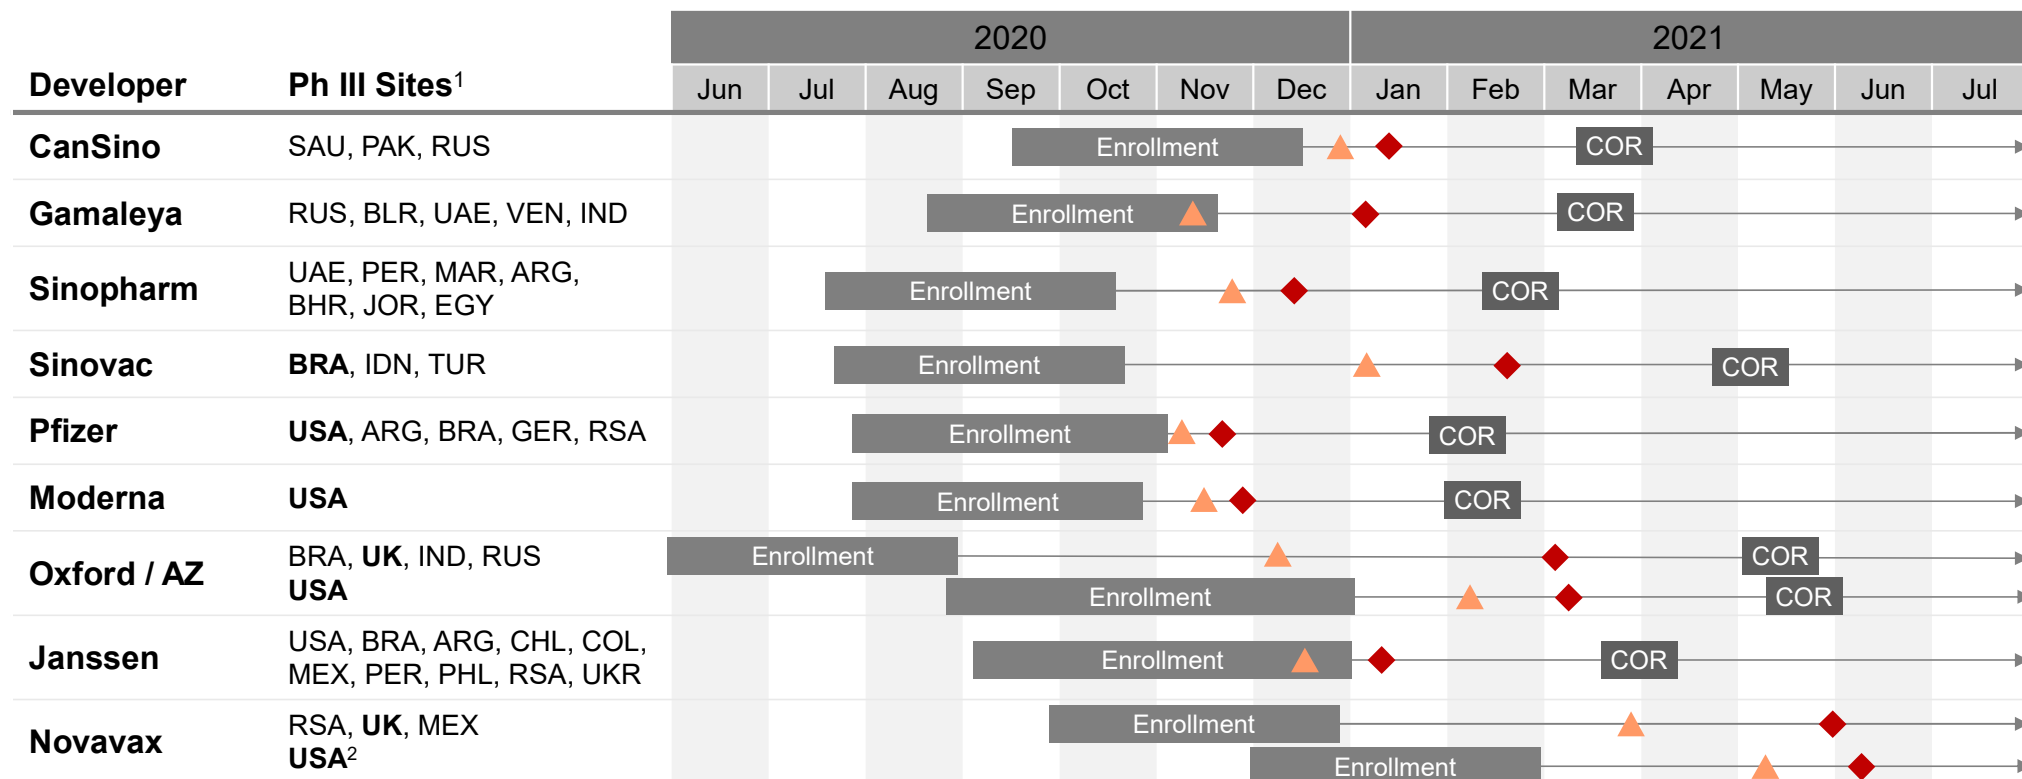 2020 2021
Developer Ph III Sites¹ Jun Jul Aug Sep Oct Nov Dec Jan Feb Mar Apr May Jun Jul
CanSino SAU, PAK, RUS Enrollment COR
Gamaleya RUS, BLR, UAE, VEN, IND Enrollment COR
Sinopharm UAE, PER, MAR, ARG, Enrollment COR
BHR, JOR, EGY
Sinovac BRA, IDN, TUR Enrollment COR
Pfizer USA, ARG, BRA, GER, RSA Enrollment COR
Moderna USA Enrollment COR
Oxford / AZ BRA, UK, IND, RUS Enrollment COR
USA Enrollment COR
Janssen USA, BRA, ARG, CHL, COL, Enrollment COR
MEX, PER, PHL, RSA, UKR
Novavax RSA, UK, MEX Enrollment
USA² Enrollment